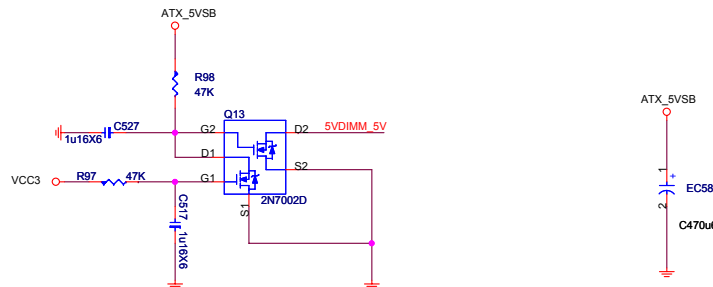 ATX_5VSB
R98
47K
Q13
C527
1u16X6
G2
D2
5VDIMM_5V
D1
S2
VCC3
R97
47K
G1
2N7002D
C517
1u16X6
S1
ATX_5VSB
1
+
EC58
2
C470u6